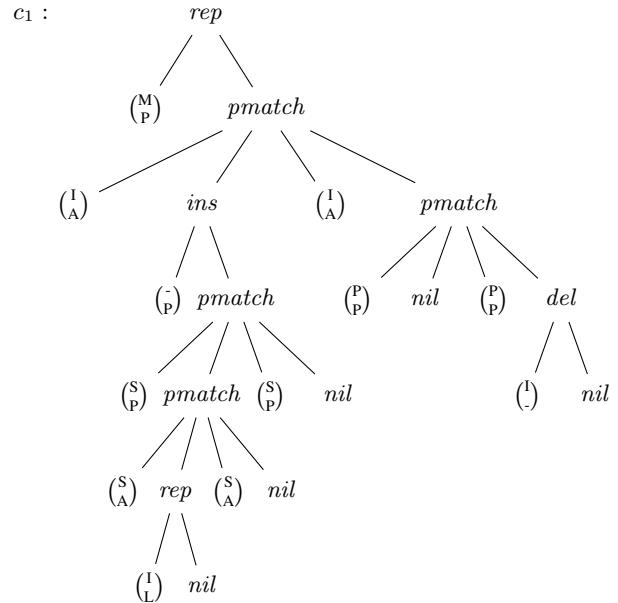 c₁ : rep
(M P) pmatch
(I A) ins (I A) pmatch
(- P) pmatch (P P) nil (P P) del
(S P) pmatch (S P) nil (I -) nil
(S A) rep (S A) nil
(I L) nil